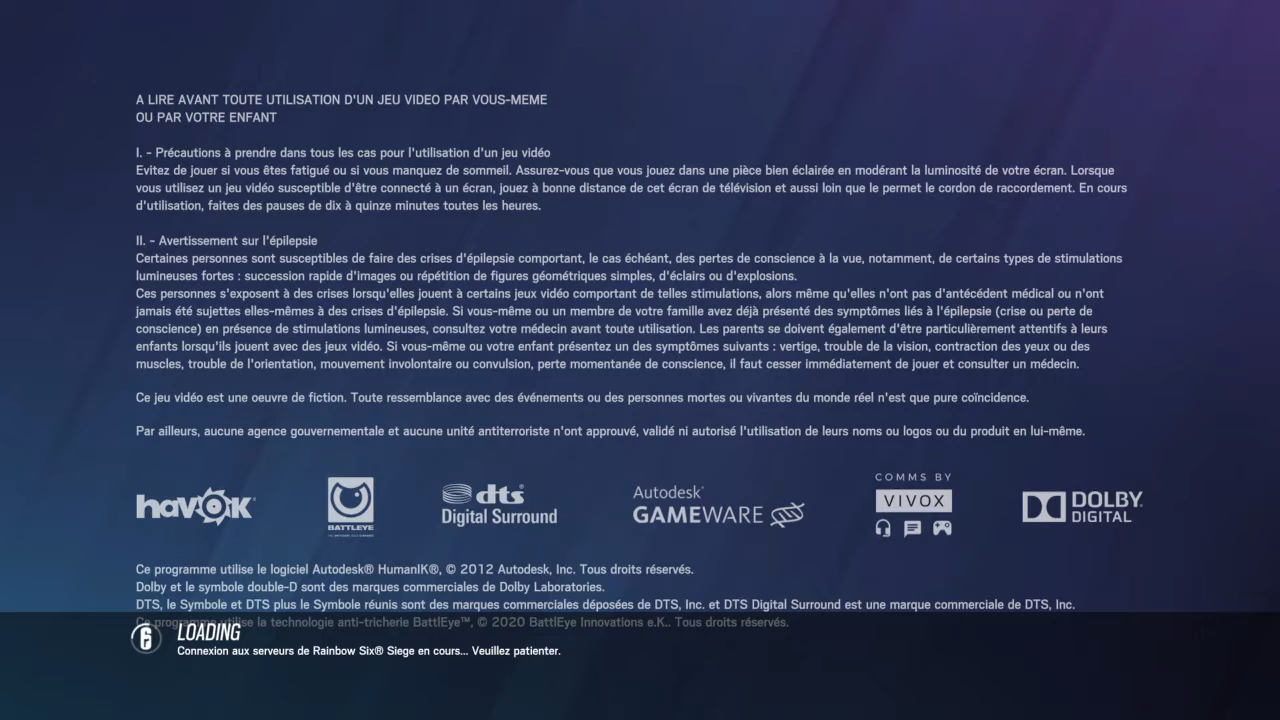 A LIRE AVANT TOUTE UTILISATION D'UN JEU VIDEO PAR VOUS-MEME
OU PAR VOTRE ENFANT
I. - Précautions à prendre dans tous les cas pour l'utilisation d'un jeu vidéo
Evitez de jouer si vous êtes fatigué ou si vous manquez de sommeil. Assurez-vous que vous jouez dans une pièce bien éclairée en modérant la luminosité de votre écran. Lorsque
vous utilisez un jeu vidéo susceptible d'être connecté à un écran, jouez à bonne distance de cet écran de télévision et aussi loin que le permet le cordon de raccordement. En cours
d'utilisation, faites des pauses de dix à quinze minutes toutes les heures.
II. - Avertissement sur l'épilepsie
Certaines personnes sont susceptibles de faire des crises d'épilepsie comportant, le cas échéant, des pertes de conscience à la vue, notamment, de certains types de stimulations
lumineuses fortes : succession rapide d'images ou répétition de figures géométriques simples, d'éclairs ou d'explosions.
Ces personnes s'exposent à des crises lorsqu'elles jouent à certains jeux vidéo comportant de telles stimulations, alors même qu'elles n'ont pas d'antécédent médical ou n'ont
jamais été sujettes elles-mêmes à des crises d'épilepsie. Si vous-même ou un membre de votre famille avez déjà présenté des symptômes liés à l'épilepsie (crise ou perte de
conscience) en présence de stimulations lumineuses, consultez votre médecin avant toute utilisation. Les parents se doivent également d'être particulièrement attentifs à leurs
enfants lorsqu'ils jouent avec des jeux vidéo. Si vous-même ou votre enfant présentez un des symptômes suivants : vertige, trouble de la vision, contraction des yeux ou des
muscles, trouble de l'orientation, mouvement involontaire ou convulsion, perte momentanée de conscience, il faut cesser immédiatement de jouer et consulter un médecin.
Ce jeu vidéo est une oeuvre de fiction. Toute ressemblance avec des événements ou des personnes mortes ou vivantes du monde réel n'est que pure coïncidence.
Par ailleurs, aucune agence gouvernementale et aucune unité antiterroriste n'ont approuvé, validé ni autorisé l'utilisation de leurs noms ou logos ou du produit en lui-même.
havok
BATTLEYE
dts
Digital Surround
Autodesk
GAMEWARE
COMMS BY
VIVOX
DOLBY
DIGITAL
Ce programme utilise le logiciel Autodesk® HumanIK®, © 2012 Autodesk, Inc. Tous droits réservés.
Dolby et le symbole double-D sont des marques commerciales de Dolby Laboratories.
DTS, le Symbole et DTS plus le Symbole réunis sont des marques commerciales déposées de DTS, Inc. et DTS Digital Surround est une marque commerciale de DTS, Inc.
Ce programme utilise la technologie anti-tricherie BattlEye™, © 2020 BattlEye Innovations e.K.. Tous droits réservés.
6
LOADING
Connexion aux serveurs de Rainbow Six® Siege en cours... Veuillez patienter.